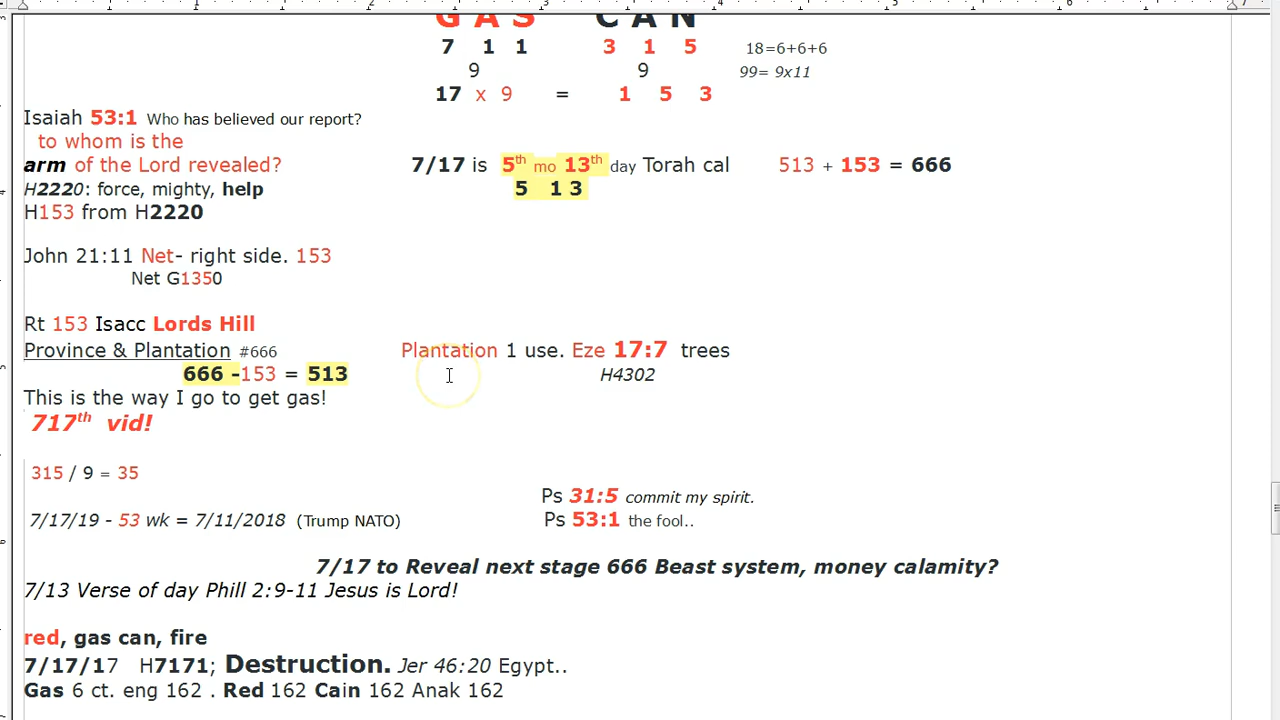 GAS CAN
7 1 1 3 1 5 18=6+6+6
9 9 99= 9x11
17 x 9 = 1 5 3
Isaiah 53:1 Who has believed our report?
to whom is the
arm of the Lord revealed? 7/17 is 5th mo 13th day Torah cal 513 + 153 = 666
H2220: force, mighty, help 5 1 3
H153 from H2220
John 21:11 Net- right side. 153
Net G1350
Rt 153 Isacc Lords Hill
Province & Plantation #666 Plantation 1 use. Eze 17:7 trees
666 -153 = 513 H4302
This is the way I go to get gas!
717th vid!
315 / 9 = 35
Ps 31:5 commit my spirit.
7/17/19 - 53 wk = 7/11/2018 (Trump NATO) Ps 53:1 the fool..
7/17 to Reveal next stage 666 Beast system, money calamity?
7/13 Verse of day Phill 2:9-11 Jesus is Lord!
red, gas can, fire
7/17/17 H7171; Destruction. Jer 46:20 Egypt..
Gas 6 ct. eng 162 . Red 162 Cain 162 Anak 162